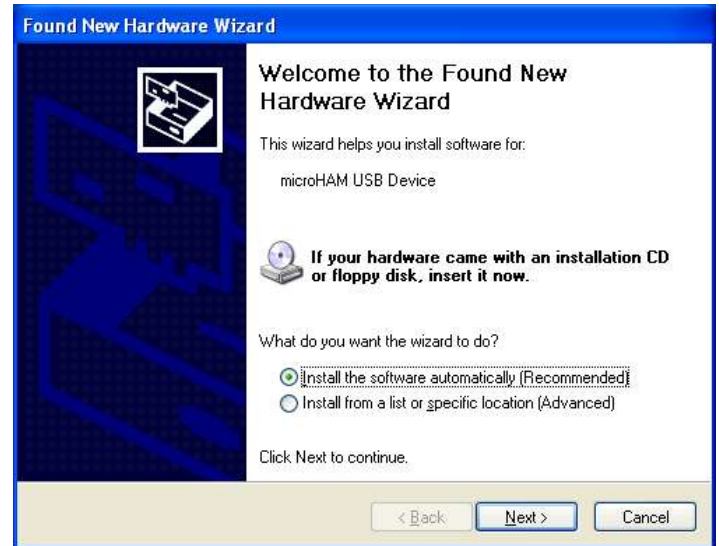 Found New Hardware Wizard
Welcome to the Found New
Hardware Wizard
This wizard helps you install software for:
microHAM USB Device
If your hardware came with an installation CD
or floppy disk, insert it now.
What do you want the wizard to do?
Install the software automatically (Recommended)
Install from a list or specific location (Advanced)
Click Next to continue.
< Back Next > Cancel